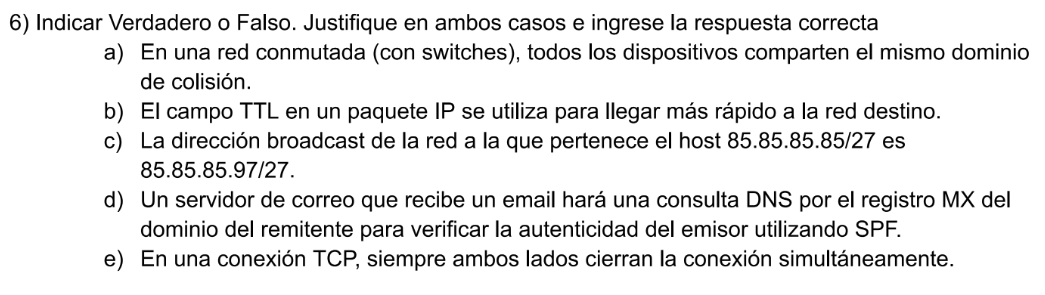 6) Indicar Verdadero o Falso. Justifique en ambos casos e ingrese la respuesta correcta
a) En una red conmutada (con switches), todos los dispositivos comparten el mismo dominio
de colisión.
b) El campo TTL en un paquete IP se utiliza para llegar más rápido a la red destino.
c) La dirección broadcast de la red a la que pertenece el host 85.85.85.85/27 es
85.85.85.97/27.
d) Un servidor de correo que recibe un email hará una consulta DNS por el registro MX del
dominio del remitente para verificar la autenticidad del emisor utilizando SPF.
e) En una conexión TCP, siempre ambos lados cierran la conexión simultáneamente.